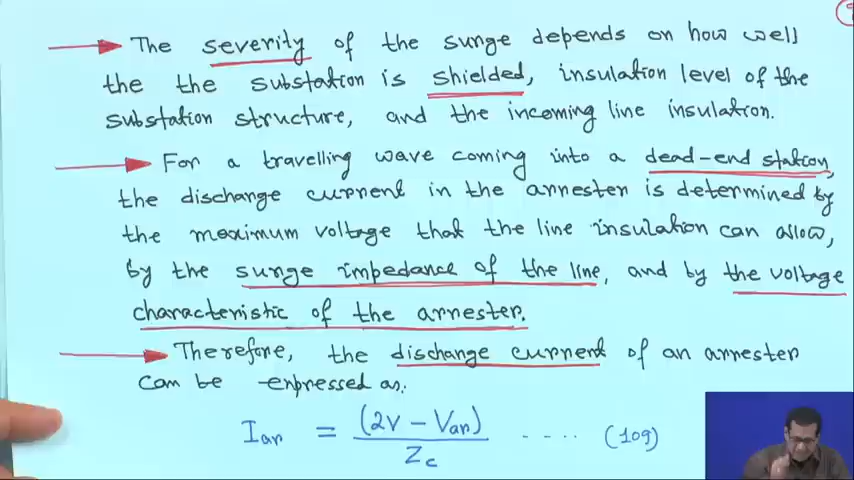 The severity of the surge depends on how well
the the substation is shielded, insulation level of the
substation structure, and the incoming line insulation.
For a travelling wave coming into a dead-end station,
the discharge current in the arrester is determined by
the maximum voltage that the line insulation can allow,
by the surge impedance of the line, and by the voltage
characteristic of the arrester.
Therefore, the discharge current of an arrester
can be expressed as:
I_ar = (2V - V_ar) / Z_c ..... (109)